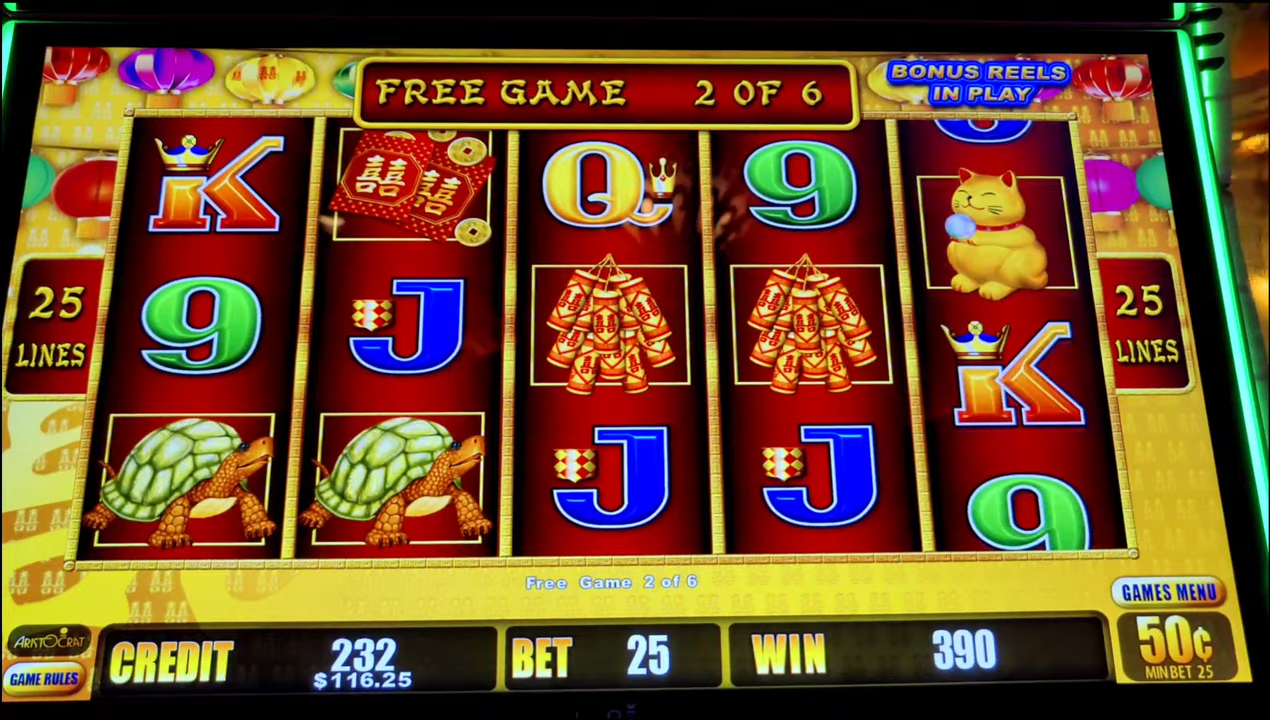 FREE GAME 2 OF 6
BONUS REELS
IN PLAY
K
囍 囍
Q
9
25
LINES
9
J
25
LINES
K
J
J
9
Free Game 2 of 6
GAMES MENU
ARISTOCRAT
GAME RULES
CREDIT
232
$116.25
BET 25
WIN 390
50¢
MIN BET 25